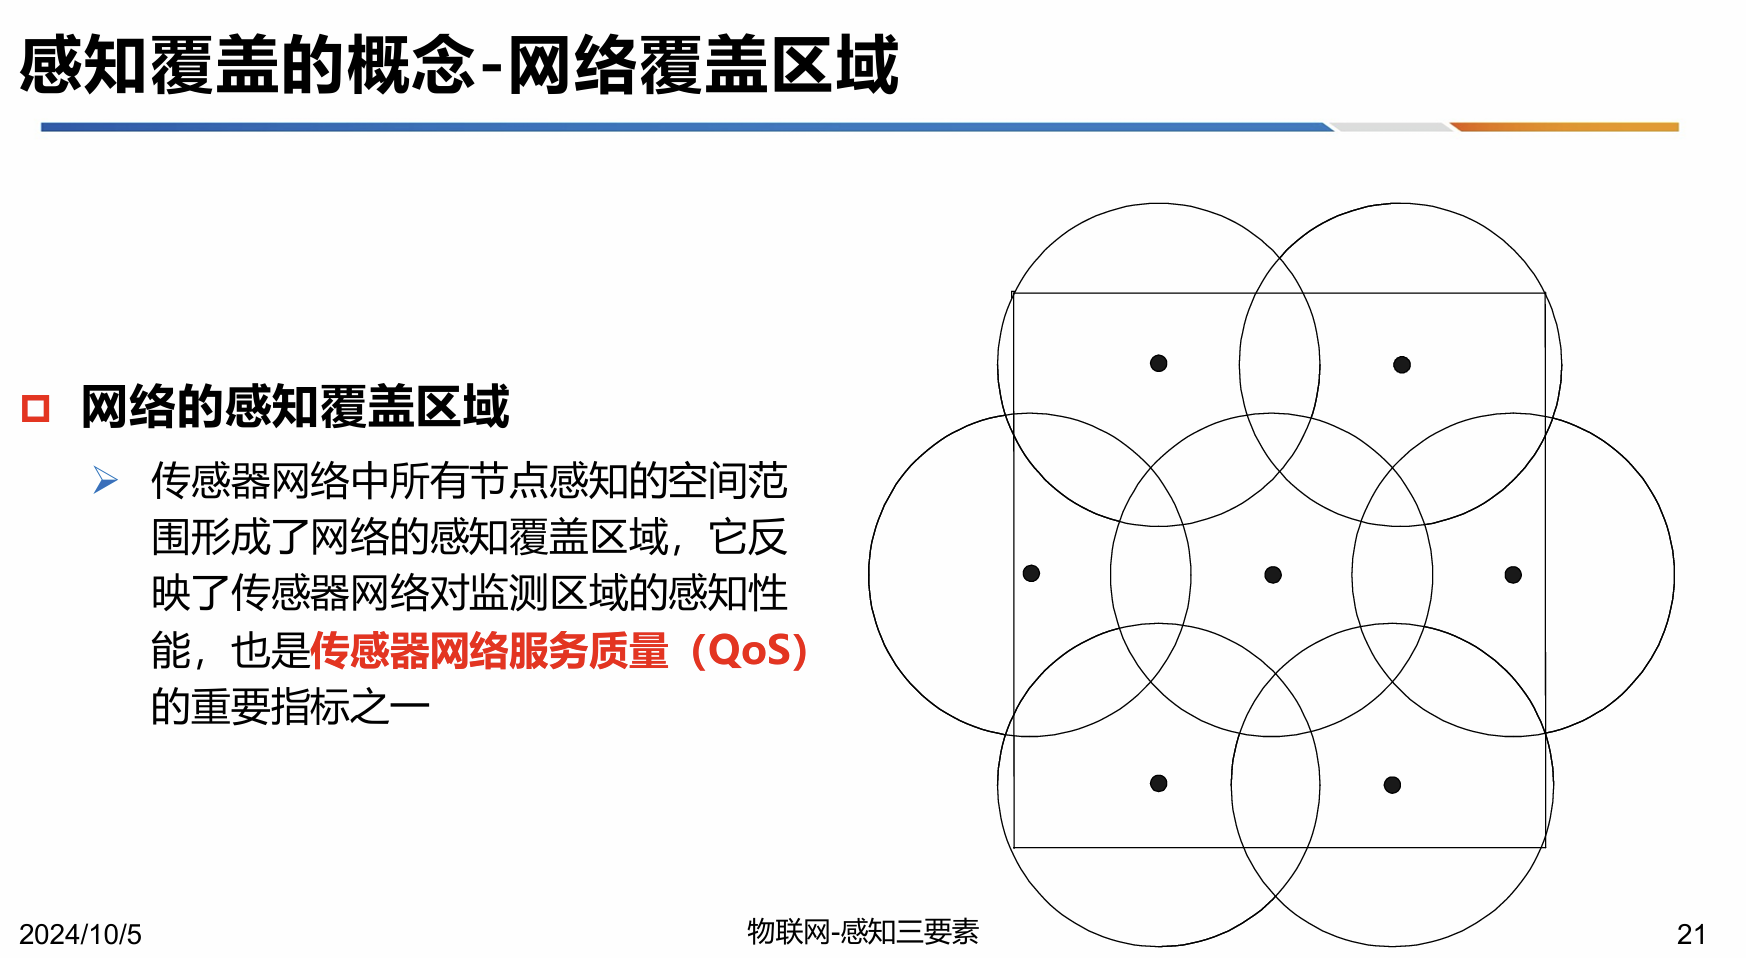 感知覆盖的概念-网络覆盖区域
网络的感知覆盖区域
传感器网络中所有节点感知的空间范
围形成了网络的感知覆盖区域，它反
映了传感器网络对监测区域的感知性
能，也是传感器网络服务质量（QoS）
的重要指标之一
2024/10/5
物联网-感知三要素
21